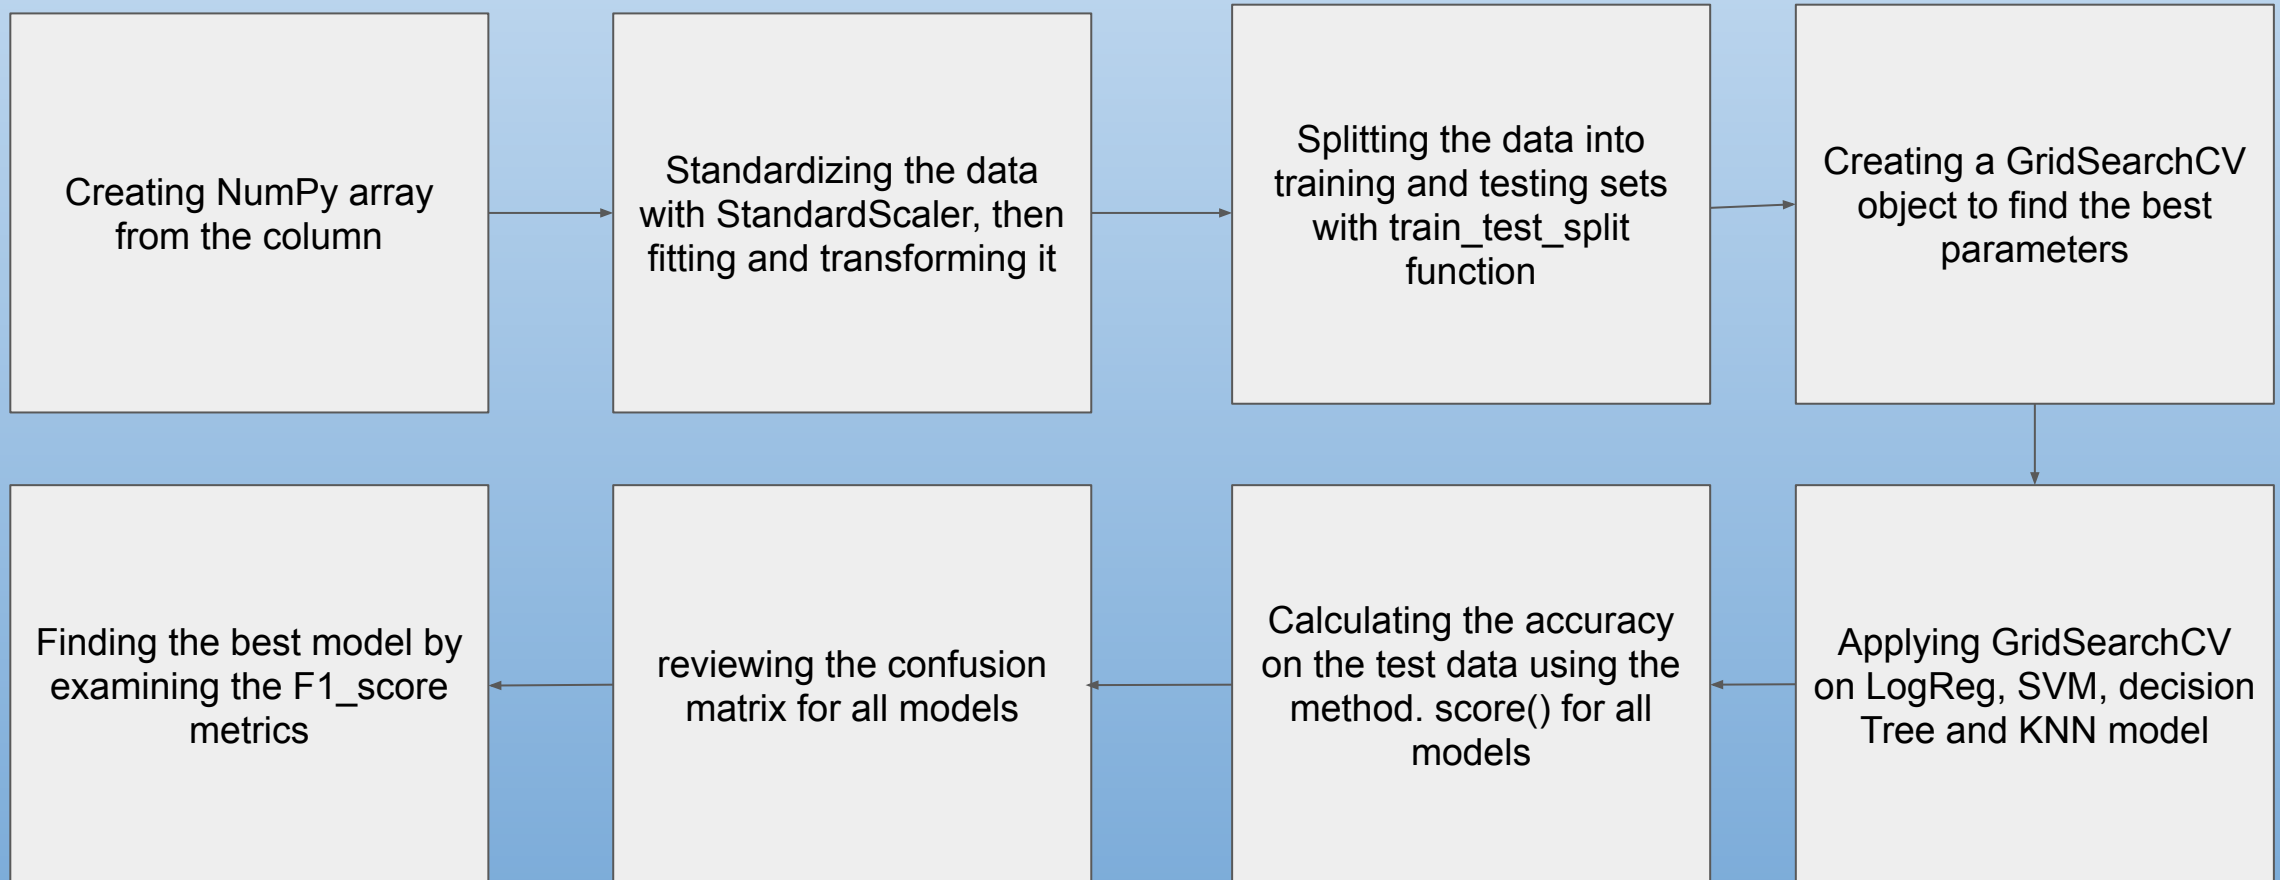 Creating NumPy array
from the column
Standardizing the data
with StandardScaler, then
fitting and transforming it
Splitting the data into
training and testing sets
with train_test_split
function
Creating a GridSearchCV
object to find the best
parameters
Applying GridSearchCV
on LogReg, SVM, decision
Tree and KNN model
Calculating the accuracy
on the test data using the
method. score() for all
models
reviewing the confusion
matrix for all models
Finding the best model by
examining the F1_score
metrics